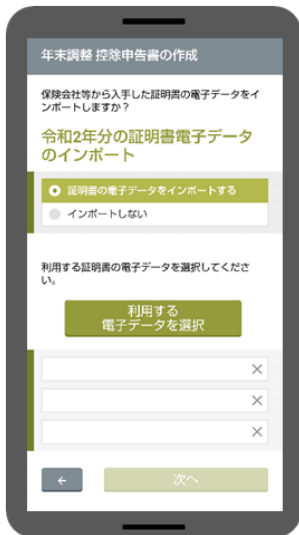 年末調整 控除申告書の作成
保険会社等から入手した証明書の電子データをイ
ンポートしますか？
令和2年分の証明書電子データ
のインポート
証明書の電子データをインポートする
インポートしない
利用する証明書の電子データを選択してくださ
い。
利用する
電子データを選択
×
×
×
← 次へ